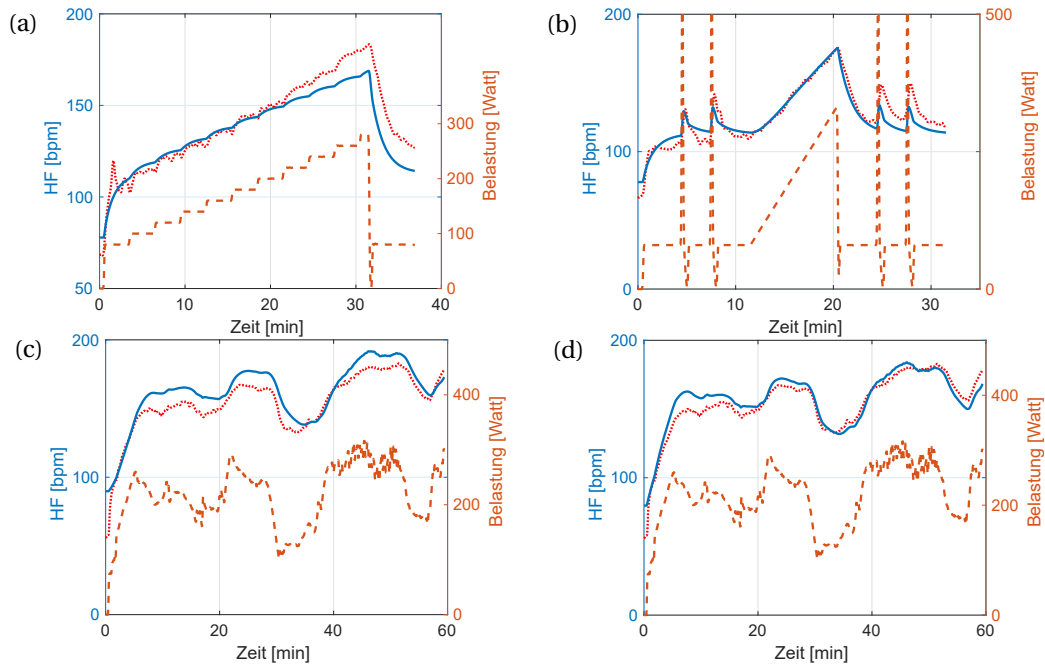 (a)
200
150
100
50
HF [bpm]
300
200
100
0
Belastung [Watt]
0 10 20 30 40
Zeit [min]
(b)
200
100
0
HF [bpm]
500
0
Belastung [Watt]
0 10 20 30
Zeit [min]
(c)
200
100
0
HF [bpm]
400
200
0
Belastung [Watt]
0 20 40 60
Zeit [min]
(d)
200
100
0
HF [bpm]
400
200
0
Belastung [Watt]
0 20 40 60
Zeit [min]